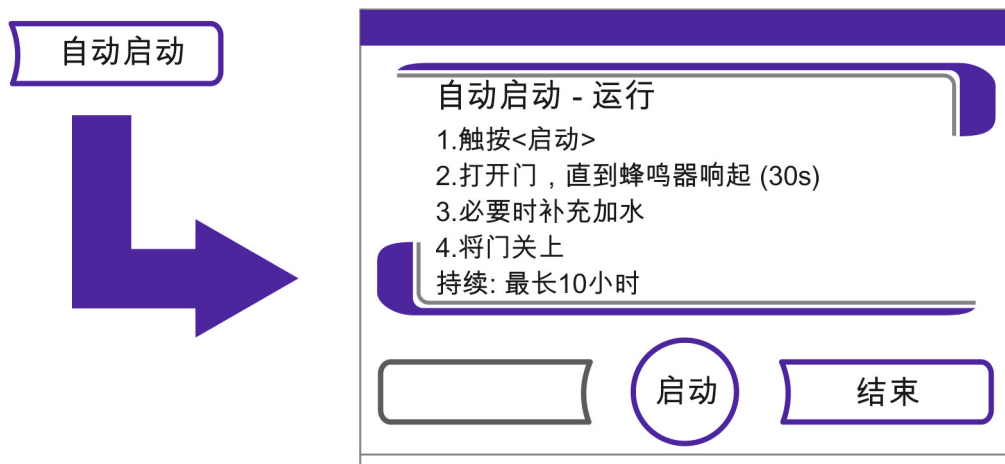 自动启动
自动启动 - 运行
1.触按<启动>
2.打开门，直到蜂鸣器响起 (30s)
3.必要时补充加水
4.将门关上
持续: 最长10小时
启动
结束